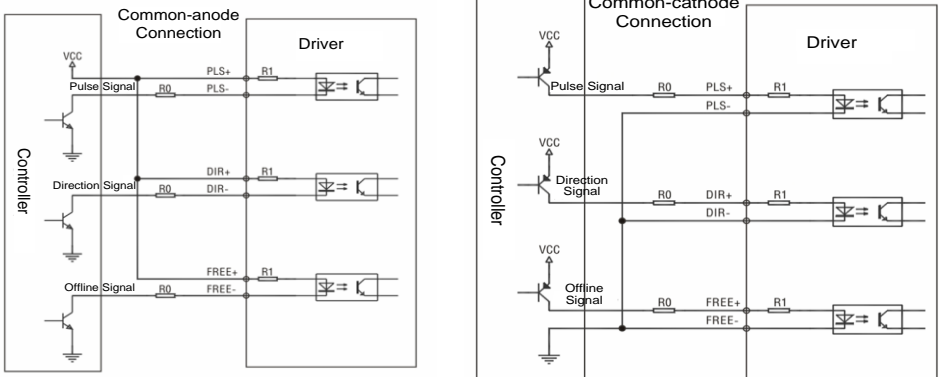 Common-anode
Connection
Driver
VCC
PLS+
R1
Pulse Signal
R0
PLS-
Controller
DIR+
R1
Direction Signal
R0
DIR-
FREE+
R1
Offline Signal
R0
FREE-
Common-cathode
Connection
Driver
VCC
Pulse Signal
R0
PLS+
R1
PLS-
Controller
VCC
Direction
Signal
R0
DIR+
R1
DIR-
VCC
Offline
Signal
R0
FREE+
R1
FREE-